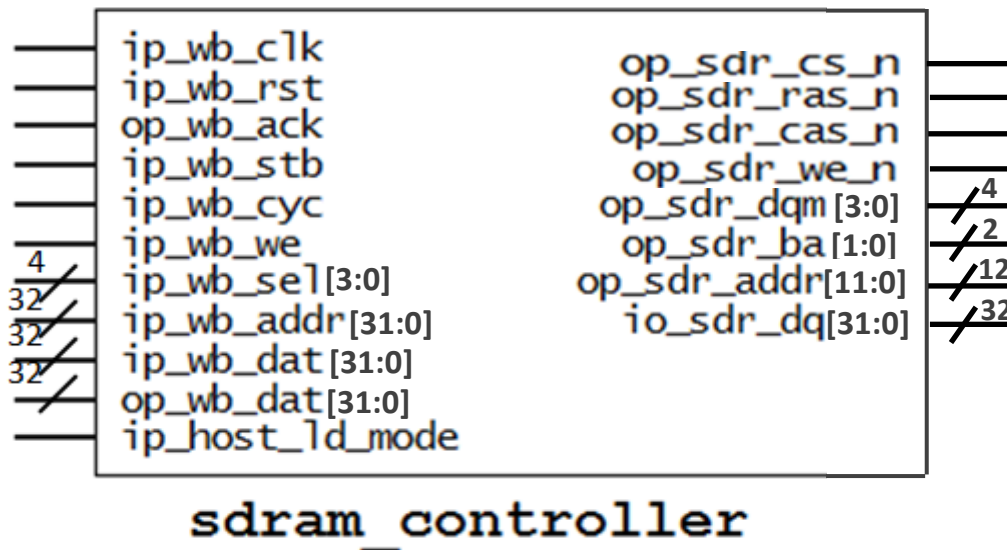 ip_wb_clk
ip_wb_rst
op_wb_ack
ip_wb_stb
ip_wb_cyc
ip_wb_we
4
ip_wb_sel[3:0]
32
ip_wb_addr[31:0]
32
ip_wb_dat[31:0]
32
op_wb_dat[31:0]
ip_host_ld_mode
op_sdr_cs_n
op_sdr_ras_n
op_sdr_cas_n
op_sdr_we_n
op_sdr_dqm[3:0] 4
op_sdr_ba[1:0] 2
op_sdr_addr[11:0] 12
io_sdr_dq[31:0] 32
sdram_controller